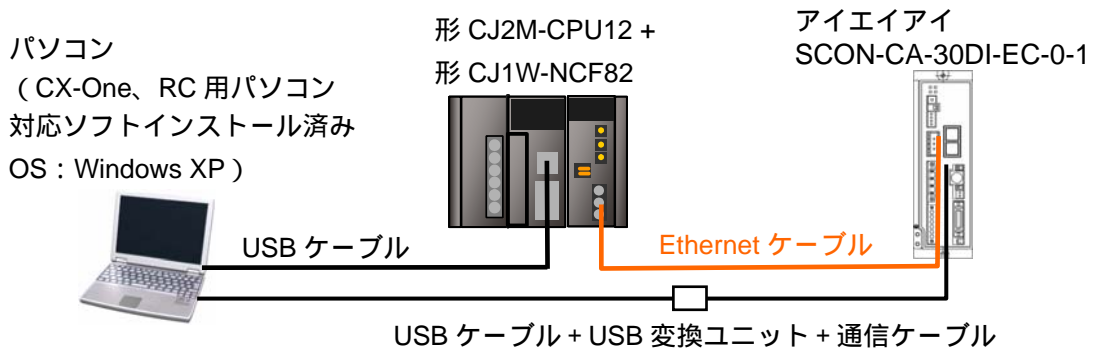 パソコン
（CX-One、RC 用パソコン
対応ソフトインストール済み
OS：Windows XP）
形 CJ2M-CPU12 +
形 CJ1W-NCF82
アイエイアイ
SCON-CA-30DI-EC-0-1
USB ケーブル
Ethernet ケーブル
USB ケーブル + USB 変換ユニット + 通信ケーブル